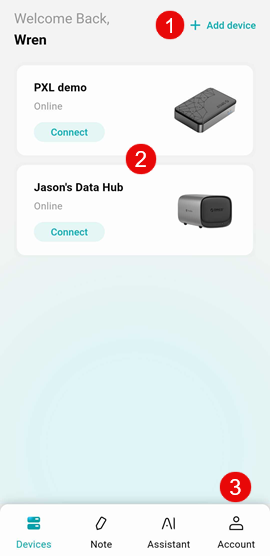 Welcome Back,
Wren
1
+ Add device
PXL demo
Online
Connect
2
Jason's Data Hub
Online
Connect
3
Devices
Note
Assistant
Account